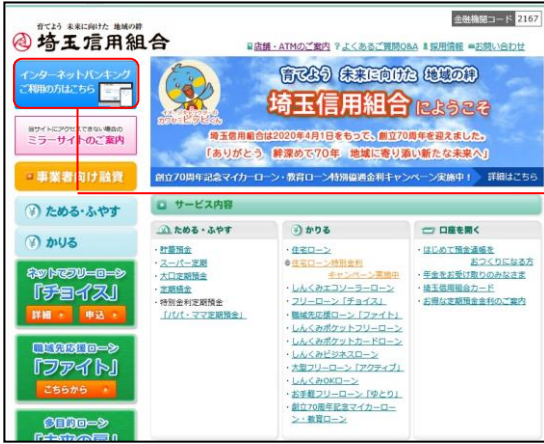 金融機関コード 2167
育てよう 未来に向けた 地域の絆
埼玉信用組合
店舗・ATMのご案内
よくあるご質問Q&A
採用情報
お問い合わせ
インターネットバンキング
ご利用の方はこちら
当サイトにアクセスできない場合の
ミラーサイトのご案内
事業者向け融資
育てよう 未来に向けた 地域の絆
埼玉信用組合 にようこそ
埼玉信用組合は2020年4月1日をもって、創立70周年を迎えました。
「ありがとう 絆深めて70年 地域に寄り添い新たな未来へ」
創立70周年記念マイカーローン・教育ローン特別優遇金利キャンペーン実施中！ 詳細はこちら
ためる・ふやす
かりる
ネットでフリーローン
「チョイス」
詳細
申込
職域先応援ローン
「ファイト」
こちらから
多目的ローン
サービス内容
ためる・ふやす
・貯蓄預金
・スーパー定期
・大口定期預金
・定期積金
・特別金利定期預金
「パパ・ママ定期預金」
かりる
・住宅ローン
住宅ローン特別金利
キャンペーン実施中
・しんくみエコソーラーローン
・フリーローン「チョイス」
・職域先応援ローン「ファイト」
・しんくみポケットフリーローン
・しんくみポケットカードローン
・しんくみビジネスローン
・大型フリーローン「アクティブ」
・しんくみOKローン
・お手軽フリーローン「ゆとり」
・創立70周年記念マイカーロー
ン・教育ローン
口座を開く
・はじめて預金通帳を
おつくりになる方
・年金をお受け取りのみなさま
・埼玉信用組合カード
・お得な定期預金金利のご案内